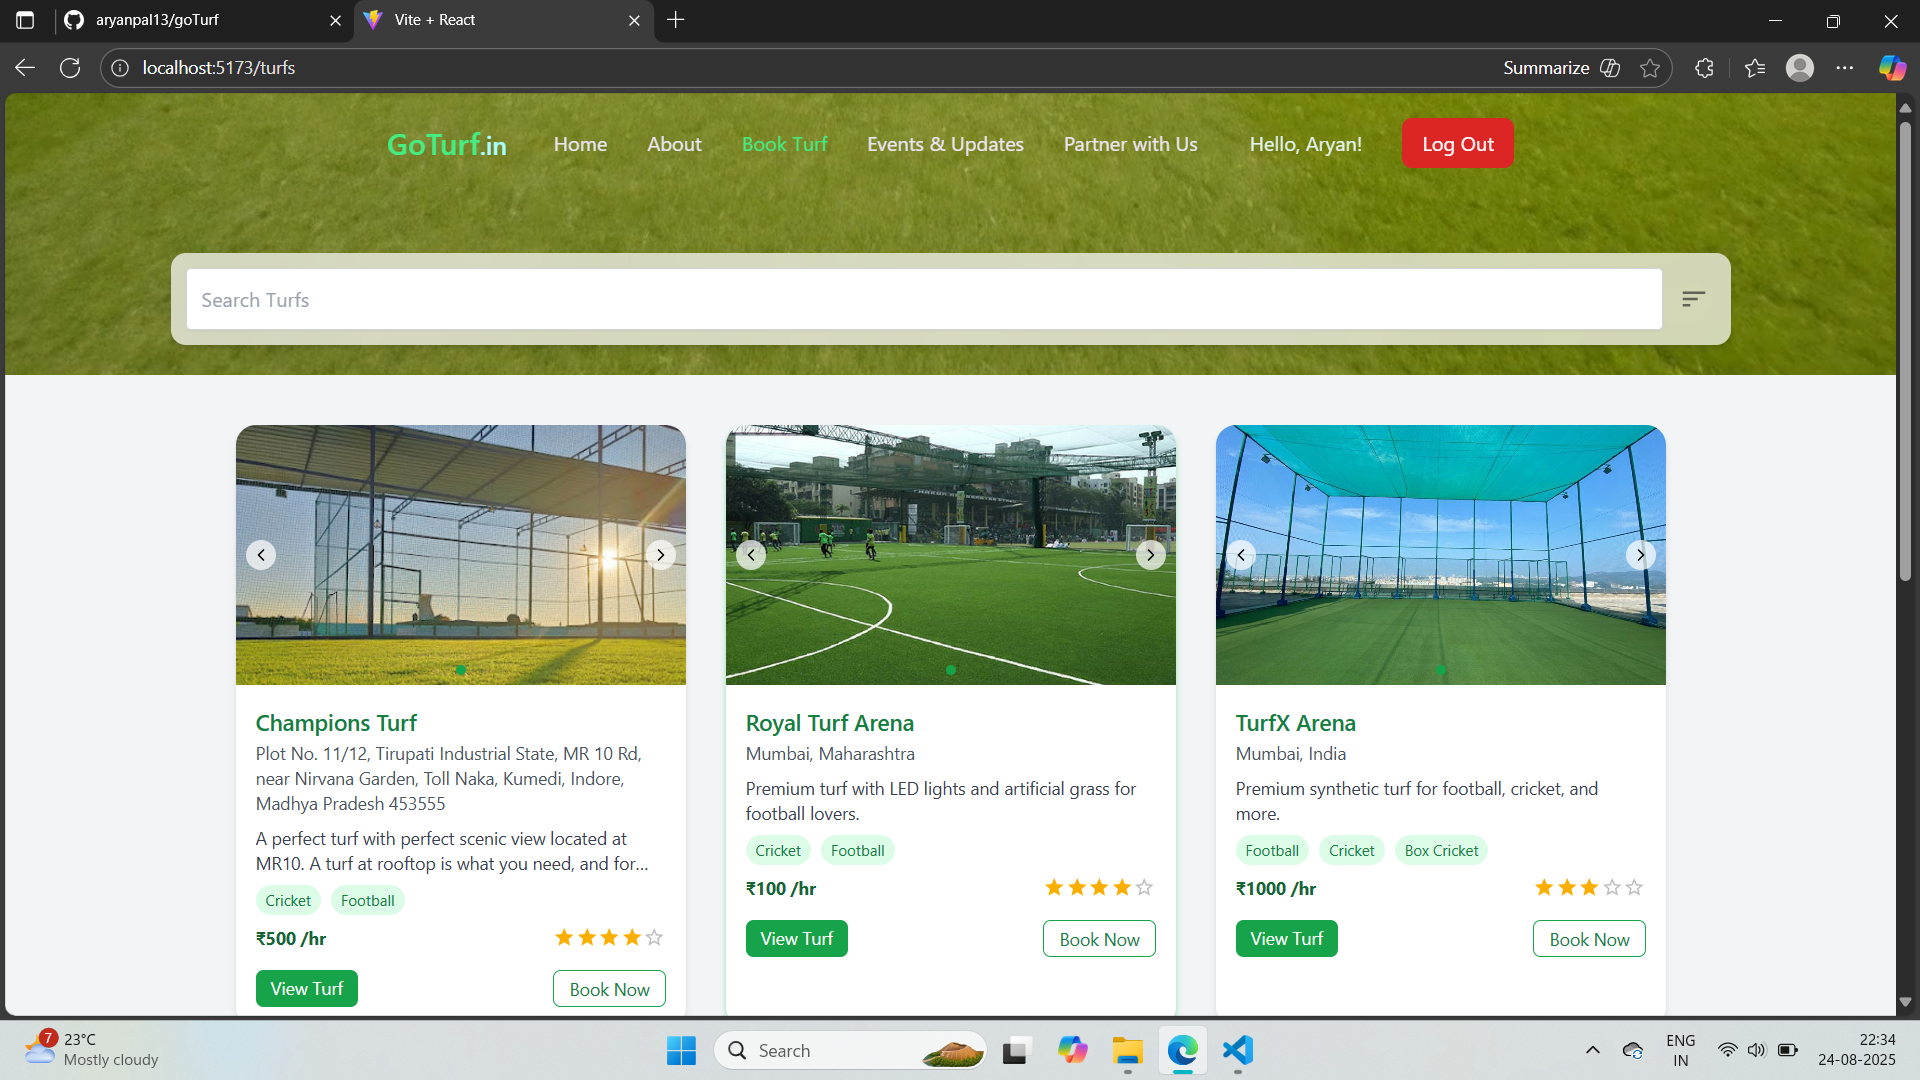 aryanpal13/goTurf
Vite + React
localhost:5173/turfs
Summarize
GoTurf.in
Home
About
Book Turf
Events & Updates
Partner with Us
Hello, Aryan!
Log Out
Search Turfs
Champions Turf
Plot No. 11/12, Tirupati Industrial State, MR 10 Rd,
near Nirvana Garden, Toll Naka, Kumedi, Indore,
Madhya Pradesh 453555
A perfect turf with perfect scenic view located at
MR10. A turf at rooftop is what you need, and for...
Cricket
Football
₹500 /hr
View Turf
Book Now
Royal Turf Arena
Mumbai, Maharashtra
Premium turf with LED lights and artificial grass for
football lovers.
Cricket
Football
₹100 /hr
View Turf
Book Now
TurfX Arena
Mumbai, India
Premium synthetic turf for football, cricket, and
more.
Football
Cricket
Box Cricket
₹1000 /hr
View Turf
Book Now
7
23°C
Mostly cloudy
Search
ENG
IN
22:34
24-08-2025